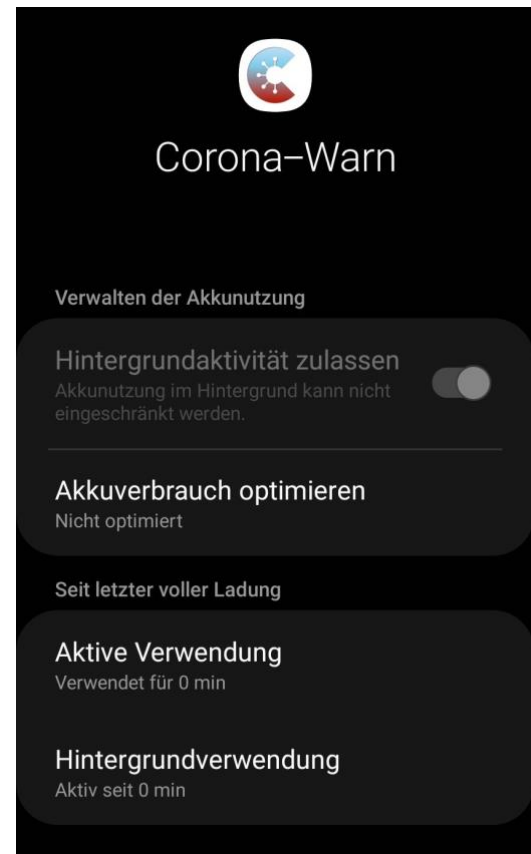 Corona–Warn
Verwalten der Akkunutzung
Hintergrundaktivität zulassen
Akkunutzung im Hintergrund kann nicht
eingeschränkt werden.
Akkuverbrauch optimieren
Nicht optimiert
Seit letzter voller Ladung
Aktive Verwendung
Verwendet für 0 min
Hintergrundverwendung
Aktiv seit 0 min